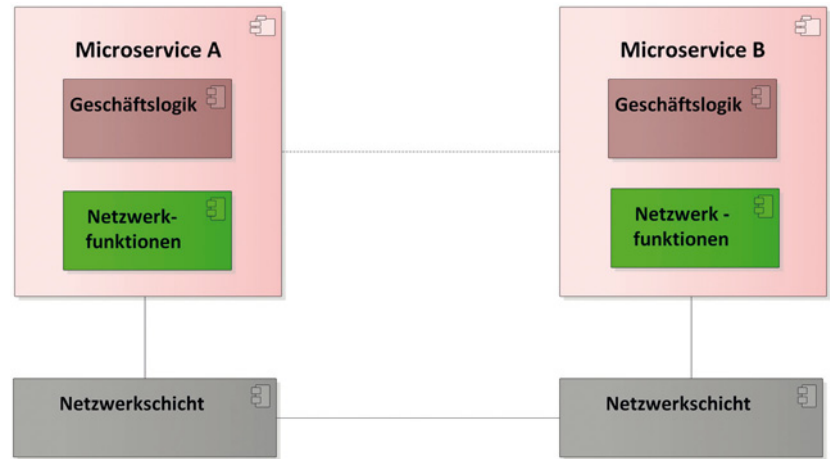 Microservice A
Geschäftslogik
Netzwerk-
funktionen
Netzwerkschicht
Microservice B
Geschäftslogik
Netzwerk -
funktionen
Netzwerkschicht